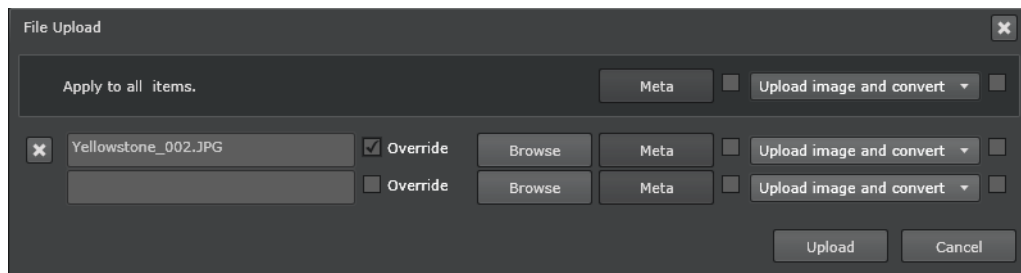 File Upload
Apply to all items. Meta Upload image and convert
Yellowstone_002.JPG Override Browse Meta Upload image and convert
Override Browse Meta Upload image and convert
Upload Cancel